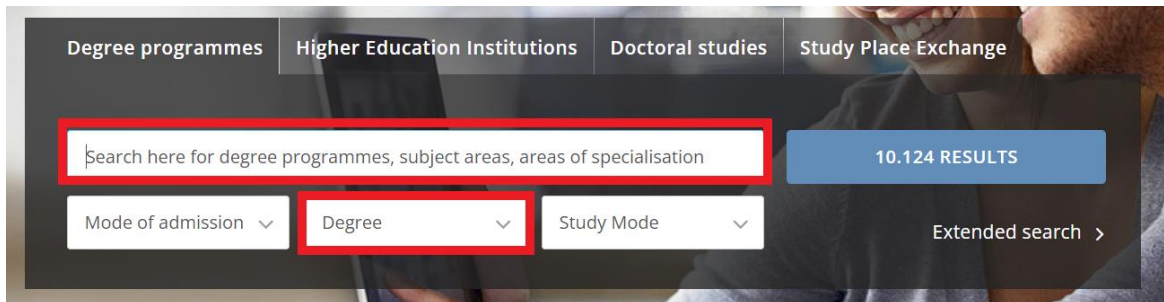 Degree programmes Higher Education Institutions Doctoral studies Study Place Exchange
Search here for degree programmes, subject areas, areas of specialisation 10.124 RESULTS
Mode of admission Degree Study Mode Extended search